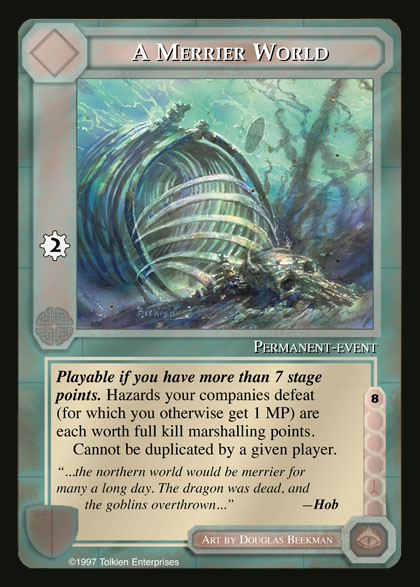 A Merrier World
2
Permanent-event
Playable if you have more than 7 stage
points. Hazards your companies defeat
(for which you otherwise get 1 MP) are
each worth full kill marshalling points.
Cannot be duplicated by a given player.
8
“...the northern world would be merrier for
many a long day. The dragon was dead, and
the goblins overthrown...” —Hob
Art by Douglas Beekman
©1997 Tolkien Enterprises